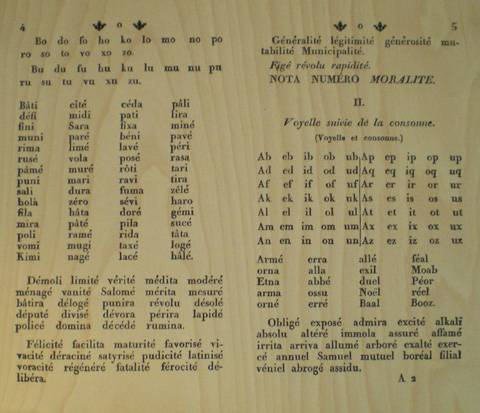 4 o
Bo do fo ho ko lo mo no po
ro so to vo xo zo.
Bu du fu hu ku lu mu nu pu
ru su tu vu xu zu.
Bâti cité céda pâli
défi midi pati lira
fini Sara fixa miné
muni paré béni pavé
rima limé lavé péri
rusé vola posé rasa
pâmé muré rôti tari
puni mari ravi tira
sali dura fuma zélé
holà zéro sévi haro
fila hâta doré gémi
mira pâté pila sucé
poli ramé rida tâta
vomi mugi taxé logé
Kimi nagé lacé hâlé.
Démoli limité vérité médita modéré
ménagé vanité Salomé mérita mesuré
bâtira délogé punira révolu désolé
député divisé dévora périra lapidé
policé domina décédé rumina.
Félicité facilita maturité favorisé vi-
vacité déraciné satyrisé pudicité latinisé
voracité régénéré fatalité férocité dé-
libéra.
o 5
Généralité légitimité générosité mu-
tabilité Municipalité.
Figé révolu rapidité.
NOTA NUMÉRO MORALITE.
II.
Voyelle suivie de la consonne.
(Voyelle et consonne.)
Ab eb ib ob ub Ap ep ip op up
Ad ed id od ud Aq eq iq oq uq
Af ef if of uf Ar er ir or ur
Ak ek ik ok uk As es is os us
Al el il ol ul At et it ot ut
Am em im om um Ax ex ix ox ux
An en in on un Az ez iz oz uz
Armé erra allé féal
orna alla exil Moab
Etna abbé duel Péor
arma ossu Noël réel
orné erré Baal Booz.
Obligé exposé admira excité alkali
absolu altéré immola assuré affamé
irrita arriva allumé arboré exalté exer-
cé annuel Samuel mutuel boréal filial
véniel abrogé assidu.
A 2